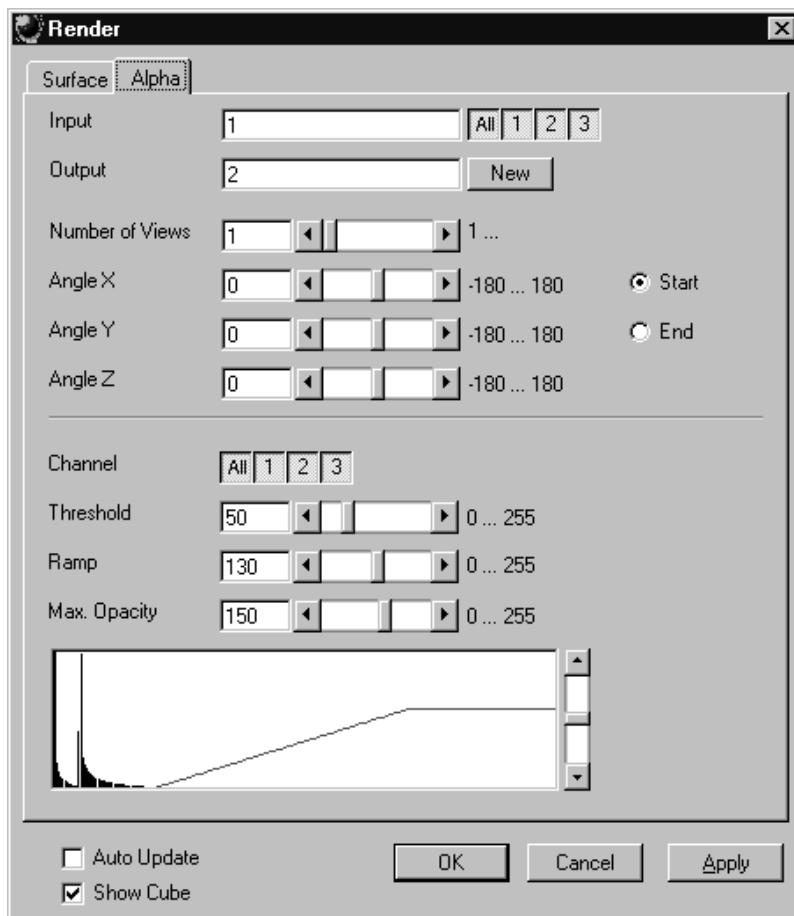 Render
Surface Alpha
Input 1 All 1 2 3
Output 2 New
Number of Views 1 1 ...
Angle X 0 -180 ... 180 Start
Angle Y 0 -180 ... 180 End
Angle Z 0 -180 ... 180
Channel All 1 2 3
Threshold 50 0 ... 255
Ramp 130 0 ... 255
Max. Opacity 150 0 ... 255
Auto Update OK Cancel Apply
Show Cube